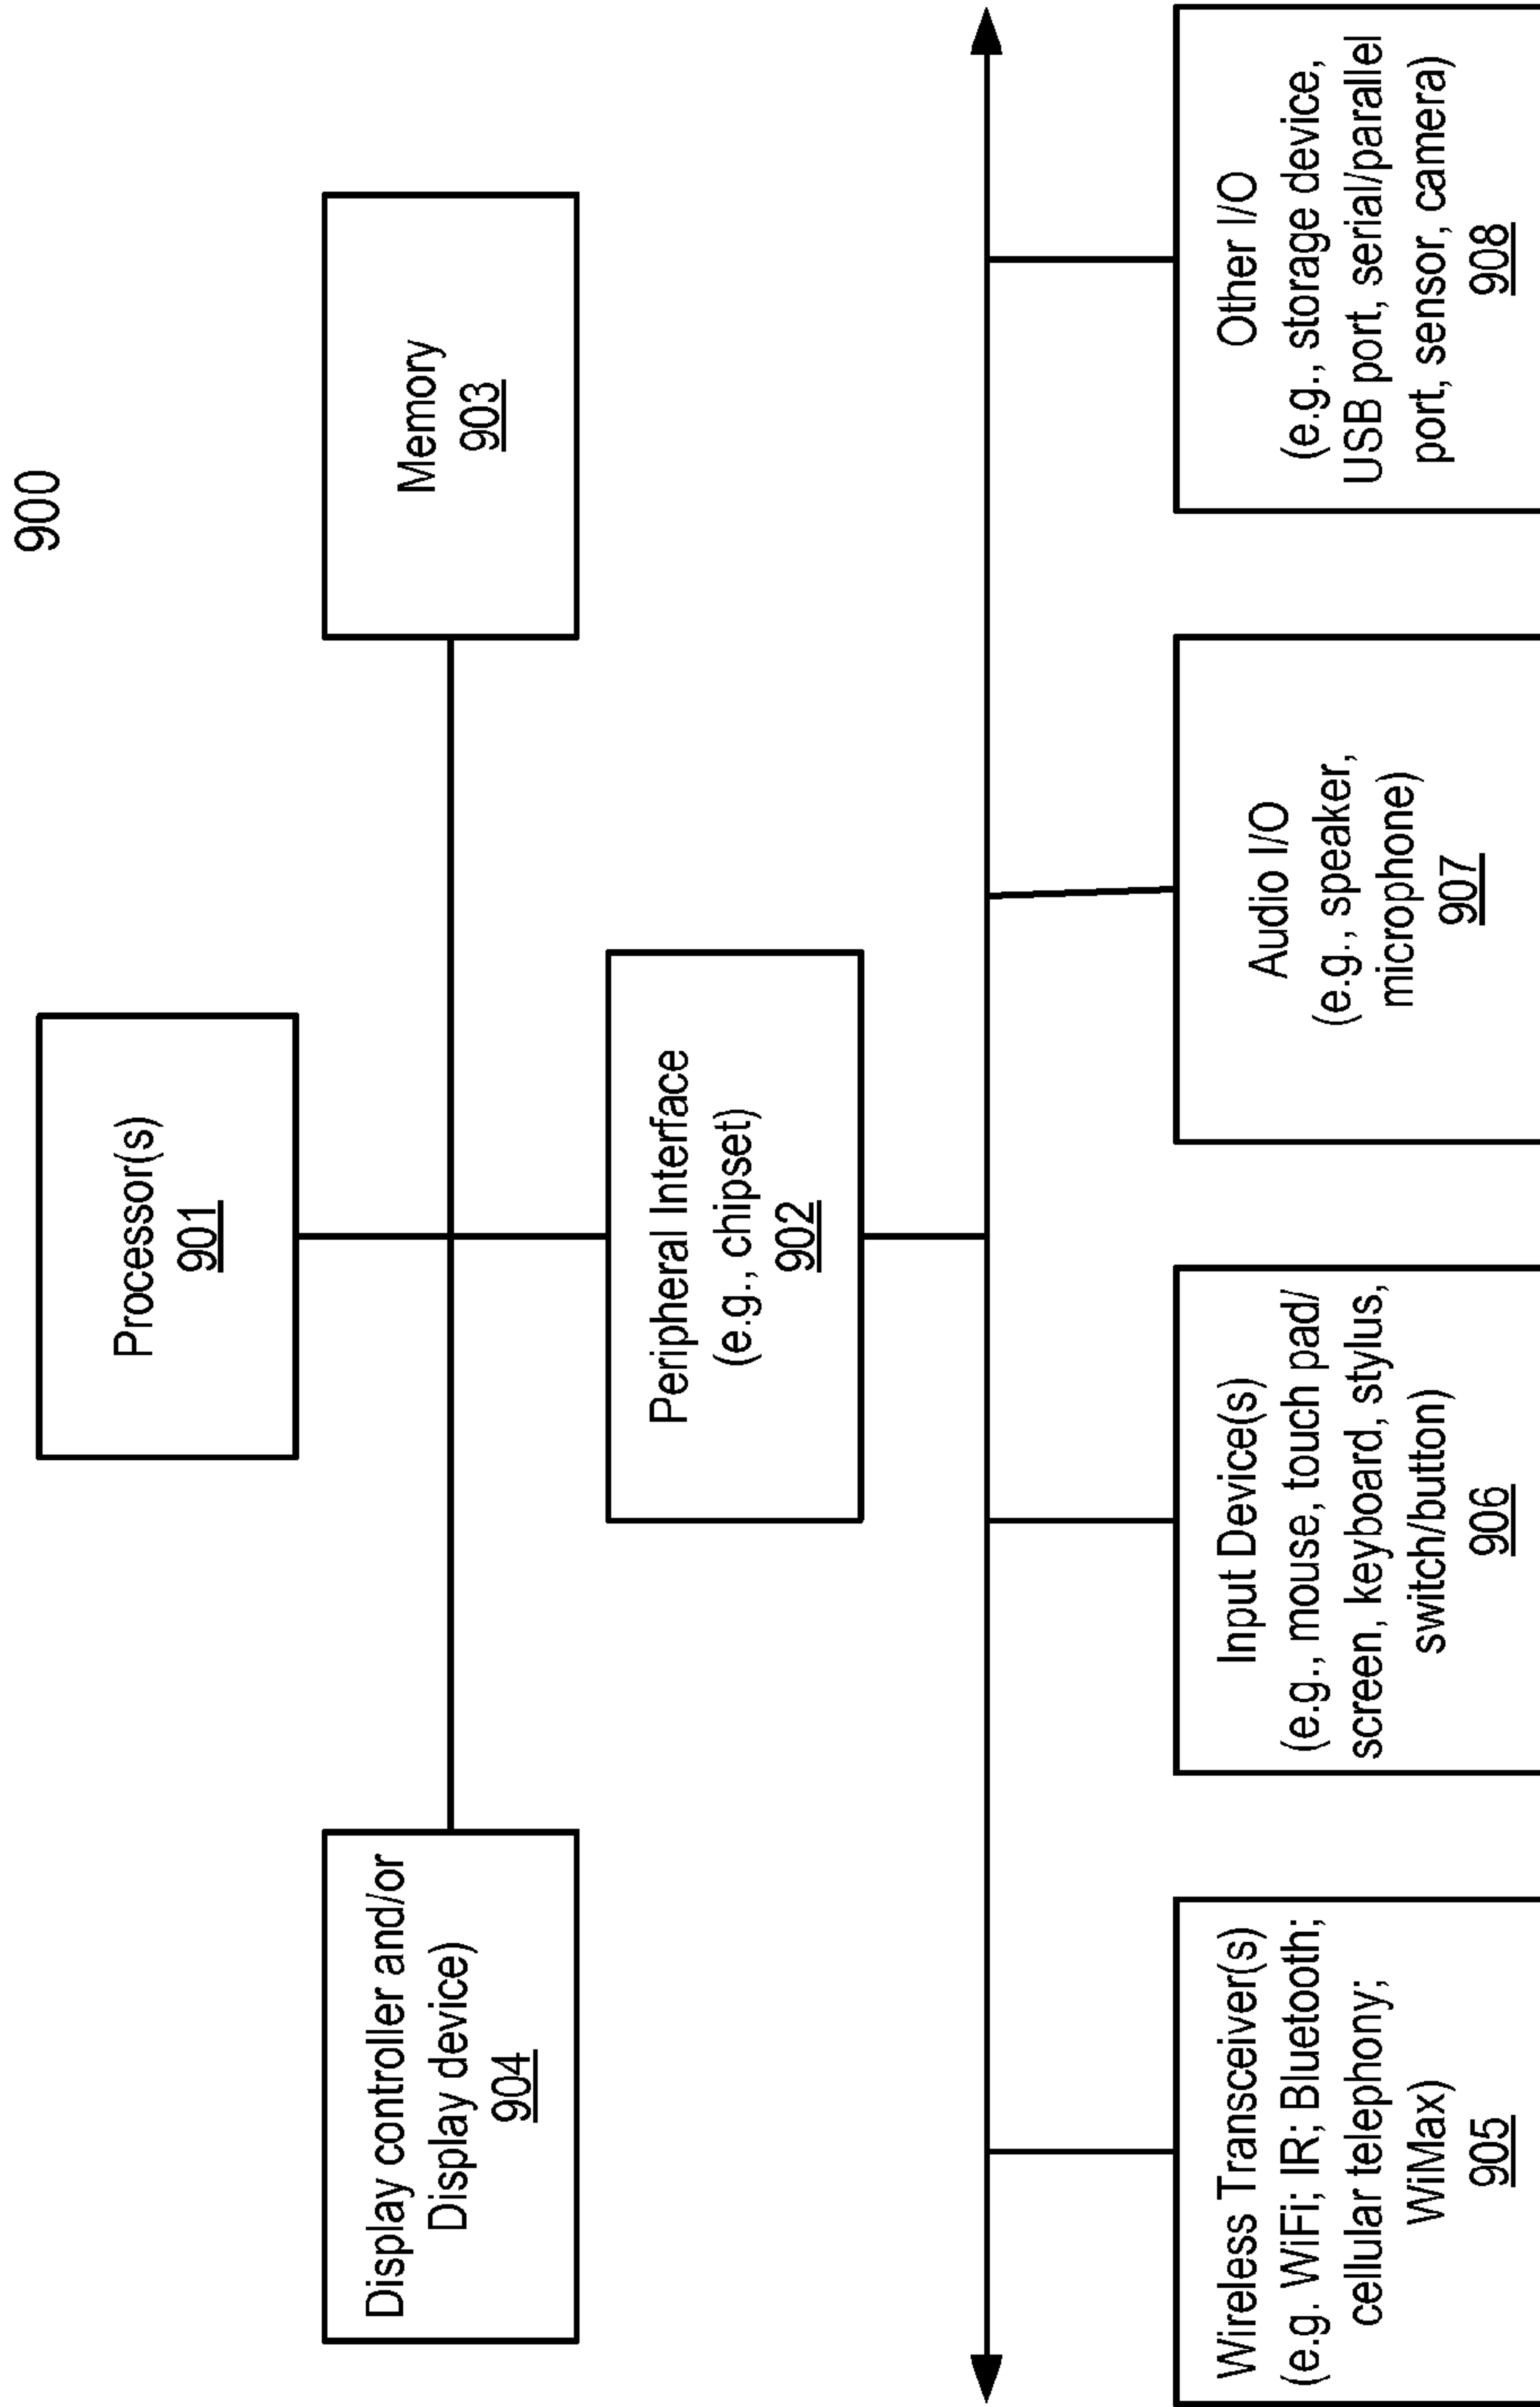 900
Processor(s)
901
Display controller and/or
Display device)
904
Memory
903
Peripheral Interface
(e.g., chipset)
902
Wireless Transceiver(s)
(e.g. WiFi; IR; Bluetooth;
cellular telephony;
WiMax)
905
Input Device(s)
(e.g., mouse, touch pad/
screen, keyboard, stylus,
switch/button)
906
Audio I/O
(e.g., speaker,
microphone)
907
Other I/O
(e.g., storage device,
USB port, serial/parallel
port, sensor, camera)
908